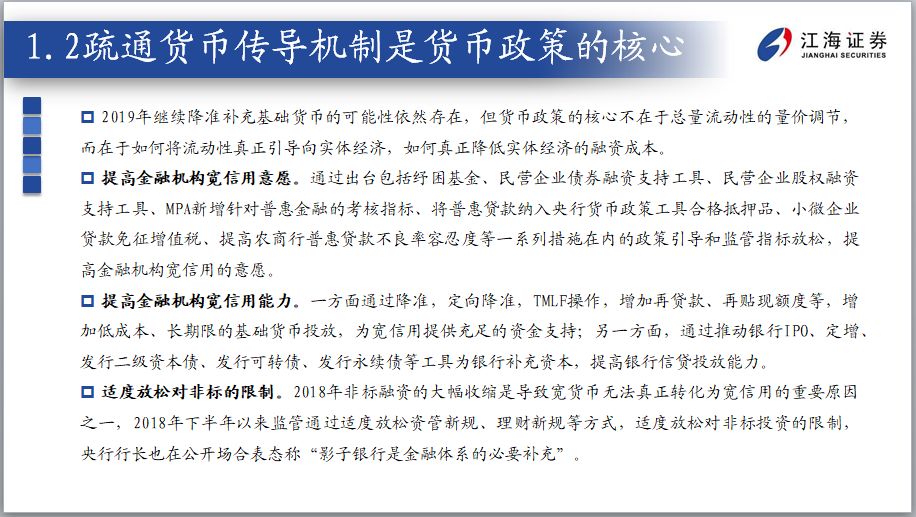 1.2疏通货币传导机制是货币政策的核心
江海证券
JIANGHAI SECURITIES
2019年继续降准补充基础货币的可能性依然存在，但货币政策的核心不在于总量流动性的量价调节，
而在于如何将流动性真正引导向实体经济，如何真正降低实体经济的融资成本。
提高金融机构宽信用意愿。通过出台包括纾困基金、民营企业债券融资支持工具、民营企业股权融资
支持工具、MPA新增针对普惠金融的考核指标、将普惠贷款纳入央行货币政策工具合格抵押品、小微企业
贷款免征增值税、提高农商行普惠贷款不良率容忍度等一系列措施在内的政策引导和监管指标放松，提
高金融机构宽信用的意愿。
提高金融机构宽信用能力。一方面通过降准，定向降准，TMLF操作，增加再贷款、再贴现额度等，增
加低成本、长期限的基础货币投放，为宽信用提供充足的资金支持；另一方面，通过推动银行IPO、定增、
发行二级资本债、发行可转债、发行永续债等工具为银行补充资本，提高银行信贷投放能力。
适度放松对非标的限制。2018年非标融资的大幅收缩是导致宽货币无法真正转化为宽信用的重要原因
之一，2018年下半年以来监管通过适度放松资管新规、理财新规等方式，适度放松对非标投资的限制，
央行行长也在公开场合表态称“影子银行是金融体系的必要补充”。